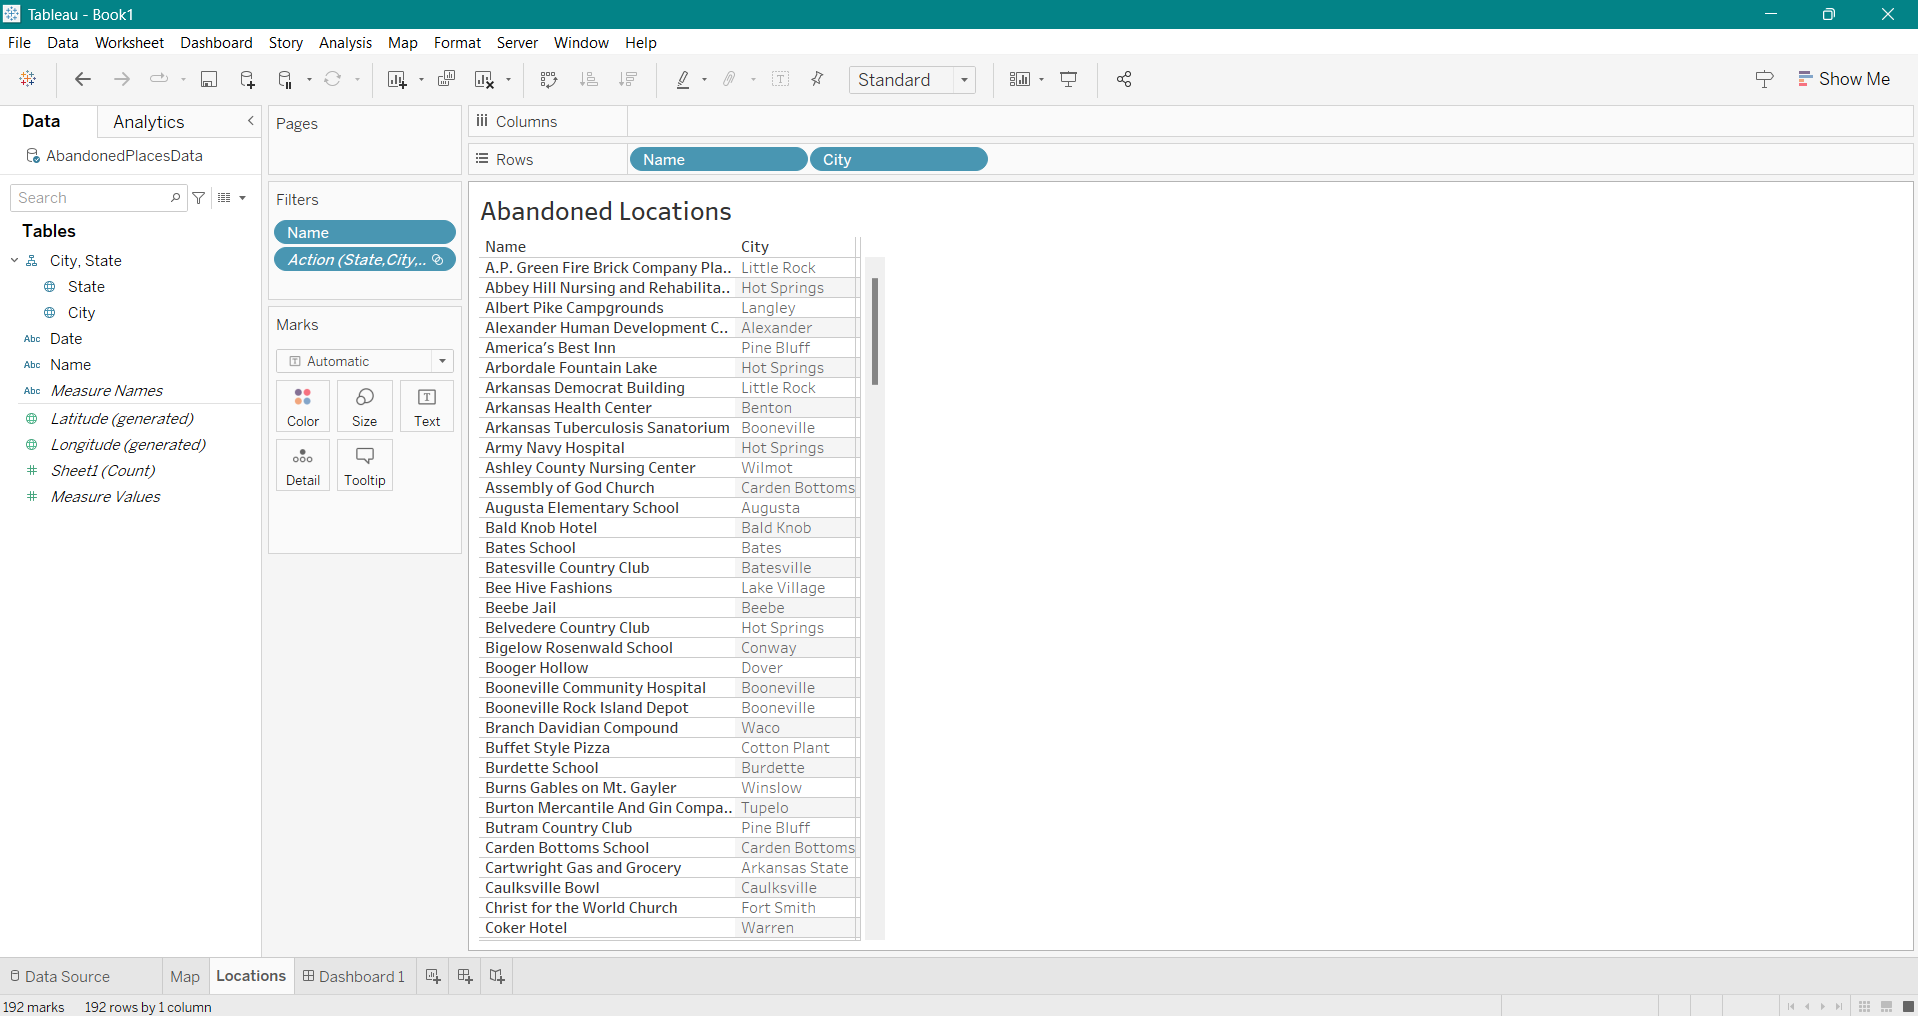 Tableau - Book1
File Data Worksheet Dashboard Story Analysis Map Format Server Window Help
Standard
Show Me
Data Analytics
AbandonedPlacesData
Search
Tables
City, State
State
City
Abc Date
Abc Name
Abc Measure Names
Latitude (generated)
Longitude (generated)
Sheet1 (Count)
Measure Values
Pages
Filters
Name
Action (State,City,..
Marks
Automatic
Color Size Text
Detail Tooltip
Columns
Rows Name City
Abandoned Locations
Name City
A.P. Green Fire Brick Company Pla.. Little Rock
Abbey Hill Nursing and Rehabilita.. Hot Springs
Albert Pike Campgrounds Langley
Alexander Human Development C.. Alexander
America's Best Inn Pine Bluff
Arbordale Fountain Lake Hot Springs
Arkansas Democrat Building Little Rock
Arkansas Health Center Benton
Arkansas Tuberculosis Sanatorium Booneville
Army Navy Hospital Hot Springs
Ashley County Nursing Center Wilmot
Assembly of God Church Carden Bottoms
Augusta Elementary School Augusta
Bald Knob Hotel Bald Knob
Bates School Bates
Batesville Country Club Batesville
Bee Hive Fashions Lake Village
Beebe Jail Beebe
Belvedere Country Club Hot Springs
Bigelow Rosenwald School Conway
Booger Hollow Dover
Booneville Community Hospital Booneville
Booneville Rock Island Depot Booneville
Branch Davidian Compound Waco
Buffet Style Pizza Cotton Plant
Burdette School Burdette
Burns Gables on Mt. Gayler Winslow
Burton Mercantile And Gin Compa.. Tupelo
Butram Country Club Pine Bluff
Carden Bottoms School Carden Bottoms
Cartwright Gas and Grocery Arkansas State
Caulksville Bowl Caulksville
Christ for the World Church Fort Smith
Coker Hotel Warren
Data Source Map Locations Dashboard 1
192 marks 192 rows by 1 column